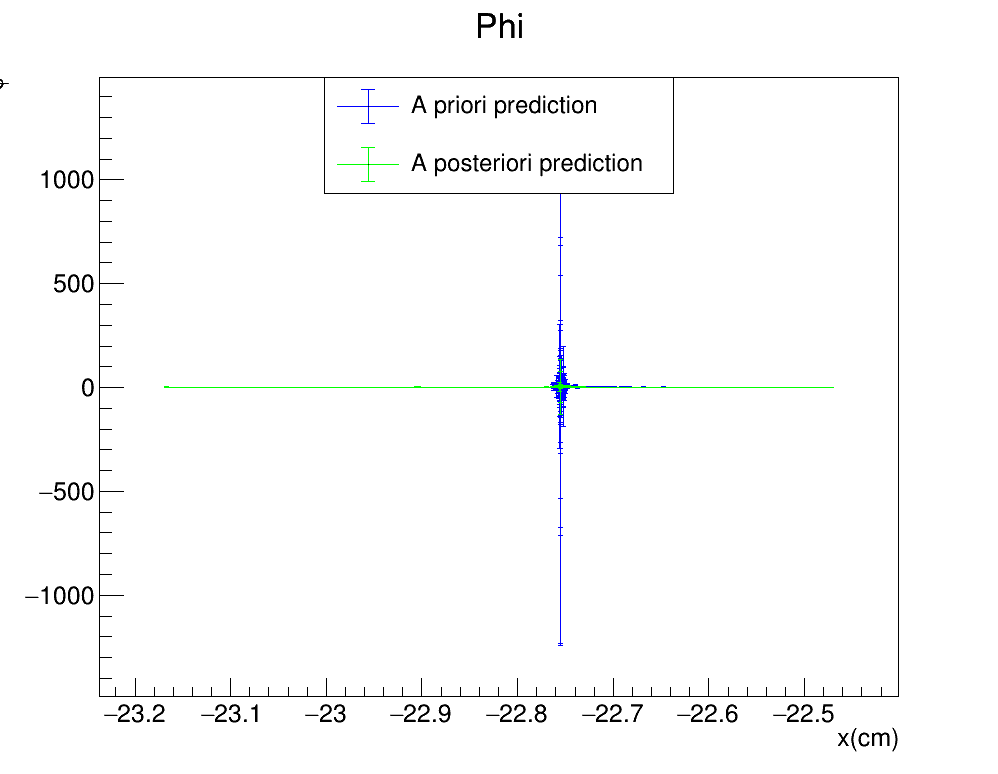 Phi
A priori prediction
A posteriori prediction
1000
500
0
−500
−1000
−23.2 −23.1 −23 −22.9 −22.8 −22.7 −22.6 −22.5
x(cm)